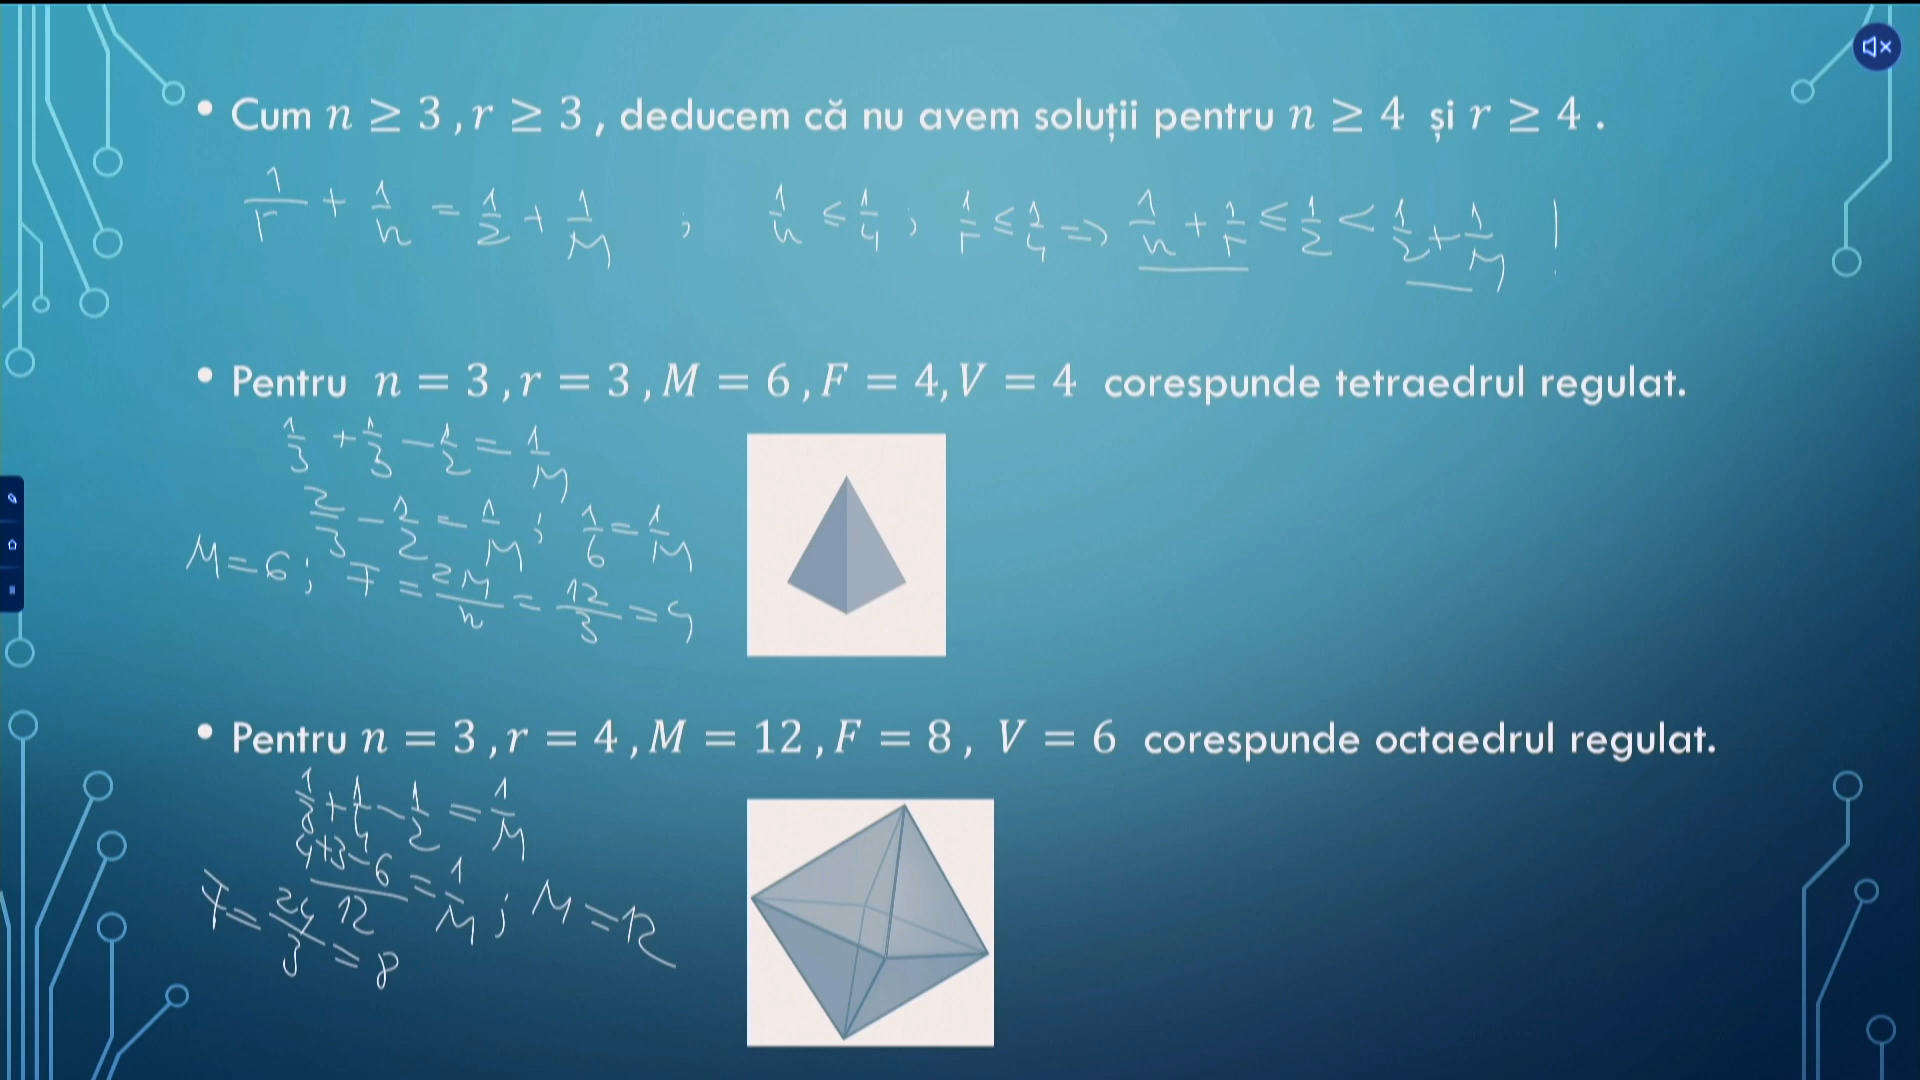 • Cum n ≥ 3 , r ≥ 3 , deducem că nu avem soluții pentru n ≥ 4 și r ≥ 4 .
1/r + 1/n = 1/2 + 1/M ; 1/n ≤ 1/4 ; 1/r ≤ 1/4 => 1/n + 1/r ≤ 1/2 < 1/2 + 1/M !
• Pentru n = 3 , r = 3 , M = 6 , F = 4, V = 4 corespunde tetraedrul regulat.
1/3 + 1/3 − 1/2 = 1/M
2/3 − 1/2 = 1/M ; 1/6 = 1/M
M = 6 ; F = 2M/n = 12/3 = 4
• Pentru n = 3 , r = 4 , M = 12 , F = 8 , V = 6 corespunde octaedrul regulat.
1/3 + 1/4 − 1/2 = 1/M
(4+3−6)/12 = 1/M ; M = 12
F = 24/3 = 8